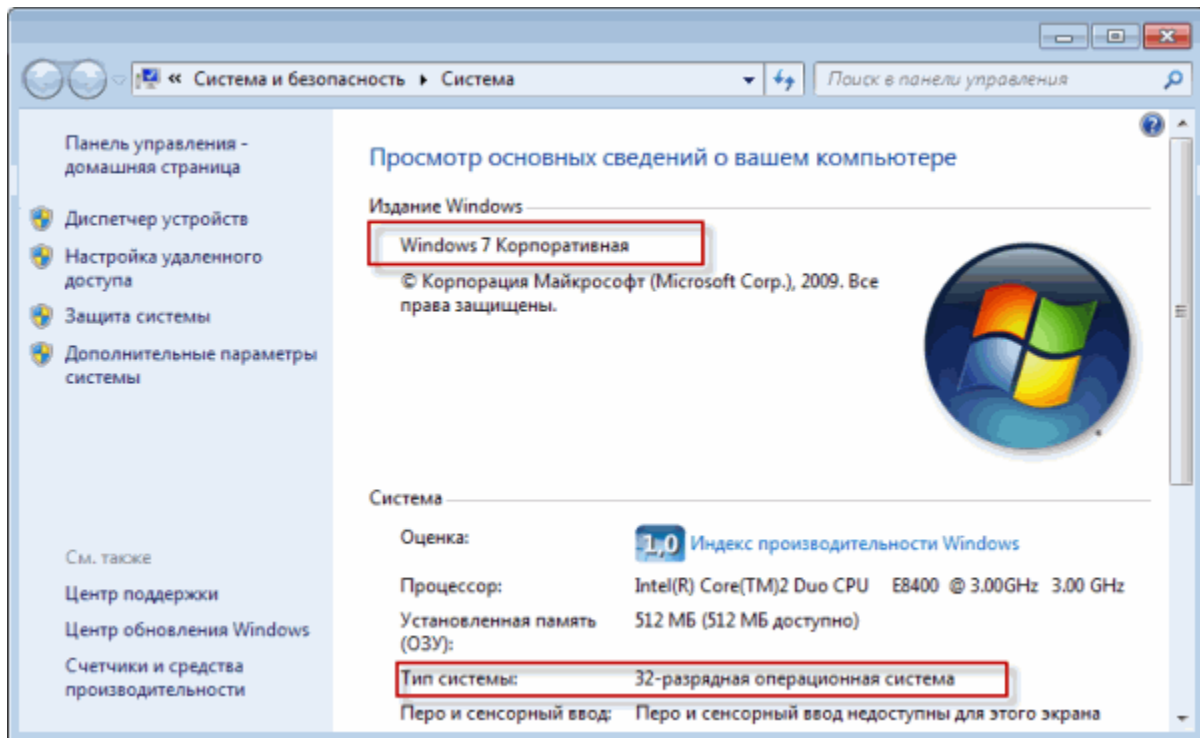 « Система и безопасность ▸ Система
Поиск в панели управления
Панель управления -
домашняя страница
Диспетчер устройств
Настройка удаленного
доступа
Защита системы
Дополнительные параметры
системы
См. также
Центр поддержки
Центр обновления Windows
Счетчики и средства
производительности
Просмотр основных сведений о вашем компьютере
Издание Windows
Windows 7 Корпоративная
© Корпорация Майкрософт (Microsoft Corp.), 2009. Все
права защищены.
Система
Оценка: 1,0 Индекс производительности Windows
Процессор: Intel(R) Core(TM)2 Duo CPU E8400 @ 3.00GHz 3.00 GHz
Установленная память 512 МБ (512 МБ доступно)
(ОЗУ):
Тип системы: 32-разрядная операционная система
Перо и сенсорный ввод: Перо и сенсорный ввод недоступны для этого экрана